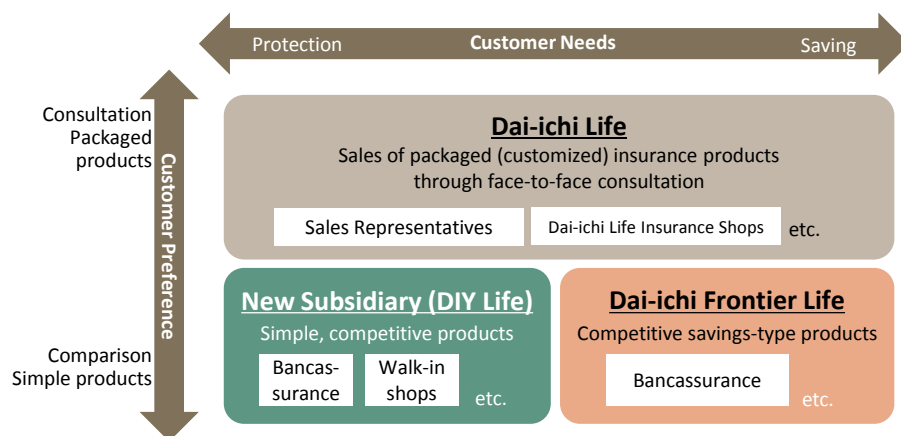 Protection Customer Needs Saving
Consultation
Packaged
products
Customer Preference
Comparison
Simple products
Dai-ichi Life
Sales of packaged (customized) insurance products
through face-to-face consultation
Sales Representatives
Dai-ichi Life Insurance Shops
etc.
New Subsidiary (DIY Life)
Simple, competitive products
Bancas-
surance
Walk-in
shops
etc.
Dai-ichi Frontier Life
Competitive savings-type products
Bancassurance
etc.